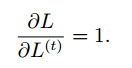 ∂L/∂L^(t) = 1.